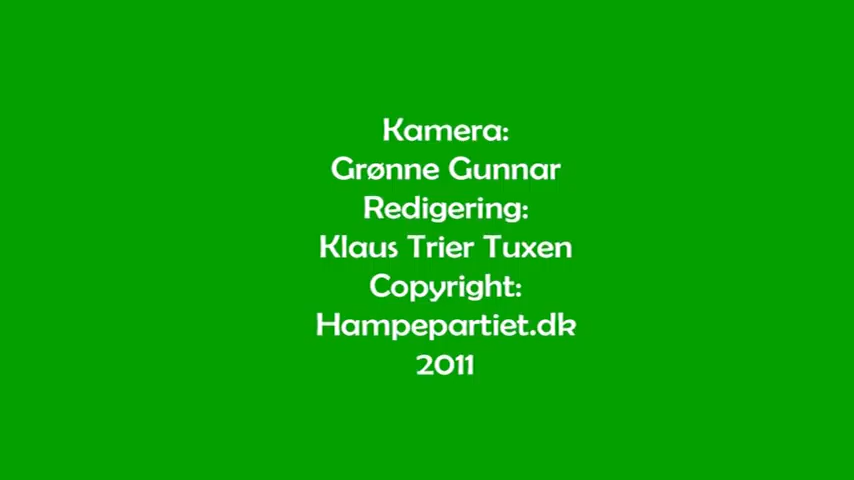 Kamera:
Grønne Gunnar
Redigering:
Klaus Trier Tuxen
Copyright:
Hampepartiet.dk
2011